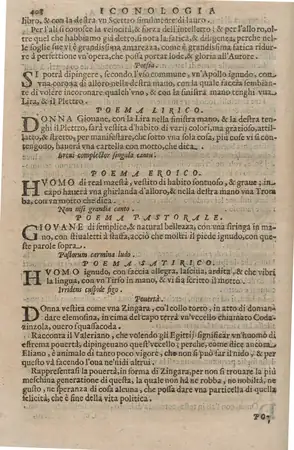 408 ICONOLOGIA
libro, & con la destra vn Scettro similmente di lauro.
Per l'ali si conosce la velocità, & forza dell'intelletto; & per l'alloro, ol-
tre quel che habbiamo già detto, si nota la fatica, & diligenza; perche nel-
le foglie sue vi è grandissima amarezza, come è grandissima fatica ridur-
re à perfettione vn'opera, che possa portar lode, & gloria all'Autore.
Poesia.
SI potrà dipingere, secondo l'vso commune, vn'Apollo ignudo, con
vna corona di alloro nelle destra mano, con la quale faccia sembian-
te di volere incoronare qualch'vno, & con la sinistra mano tenghi vna
Lira, & il Plettro.
POEMA LIRICO.
DONNA Giouane, con la Lira nella sinistra mano, & la destra ten-
ghi il Plettro, sarà vestita d'habito di varij colori, ma gratioso, atti-
lato, & stretto, per manifestare, che sotto vna sola cosa, più cose vi si con-
tengono, hauerà vna cartella con motto, che dica.
breui complector singula cantu.
POEMA EROICO.
HVOMO di real maestà, vestito di habito sontuoso, & graue; in
capo hauerà vna ghirlanda d'alloro, & nella destra mano vna Trom-
ba, con vn motto che dica.
Non nisi grandia canto.
POEMA PASTORALE.
GIOVANE di semplice, & natural bellezza, con vna siringa in ma-
no, con stiualetti à staffa, acciò che mostri il piede ignudo, con que-
ste parole sopra.
Pastorum carmina ludo.
POEMA SATIRICO.
HVOMO ignudo, con faccia allegra, lasciua, ardita, & che vibri
la lingua, con vn Tirso in mano, & vi sia scritto il motto.
Irridens cuspide figo.
Pouertà.
DOnna vestita come vna Zingara, co'l collo torto, in atto di doman-
dare elemosina, in cima del capo terrà vn'vccello chiamato Coda-
zinzola, ouero squassacoda.
Racconta il Valeriano, che volendo gli Egittij significar vn'huomo di
estrema pouertà, dipingeuano quest'vccello; perche, come dice anco
Eliano, è animale di tanto poco vigore, che non si può far il nido, & per
questo và facendo l'oua ne'nidi altrui.
Rappresentasi la pouertà, in forma di Zingara, per non si trouare la più
meschina generatione di questa, la quale non hà ne robba, ne nobiltà, ne
gusto, ne speranza di cosa alcuna, che possa dare vna particella di quella
felicità, che è fine della vita politica.
PO-